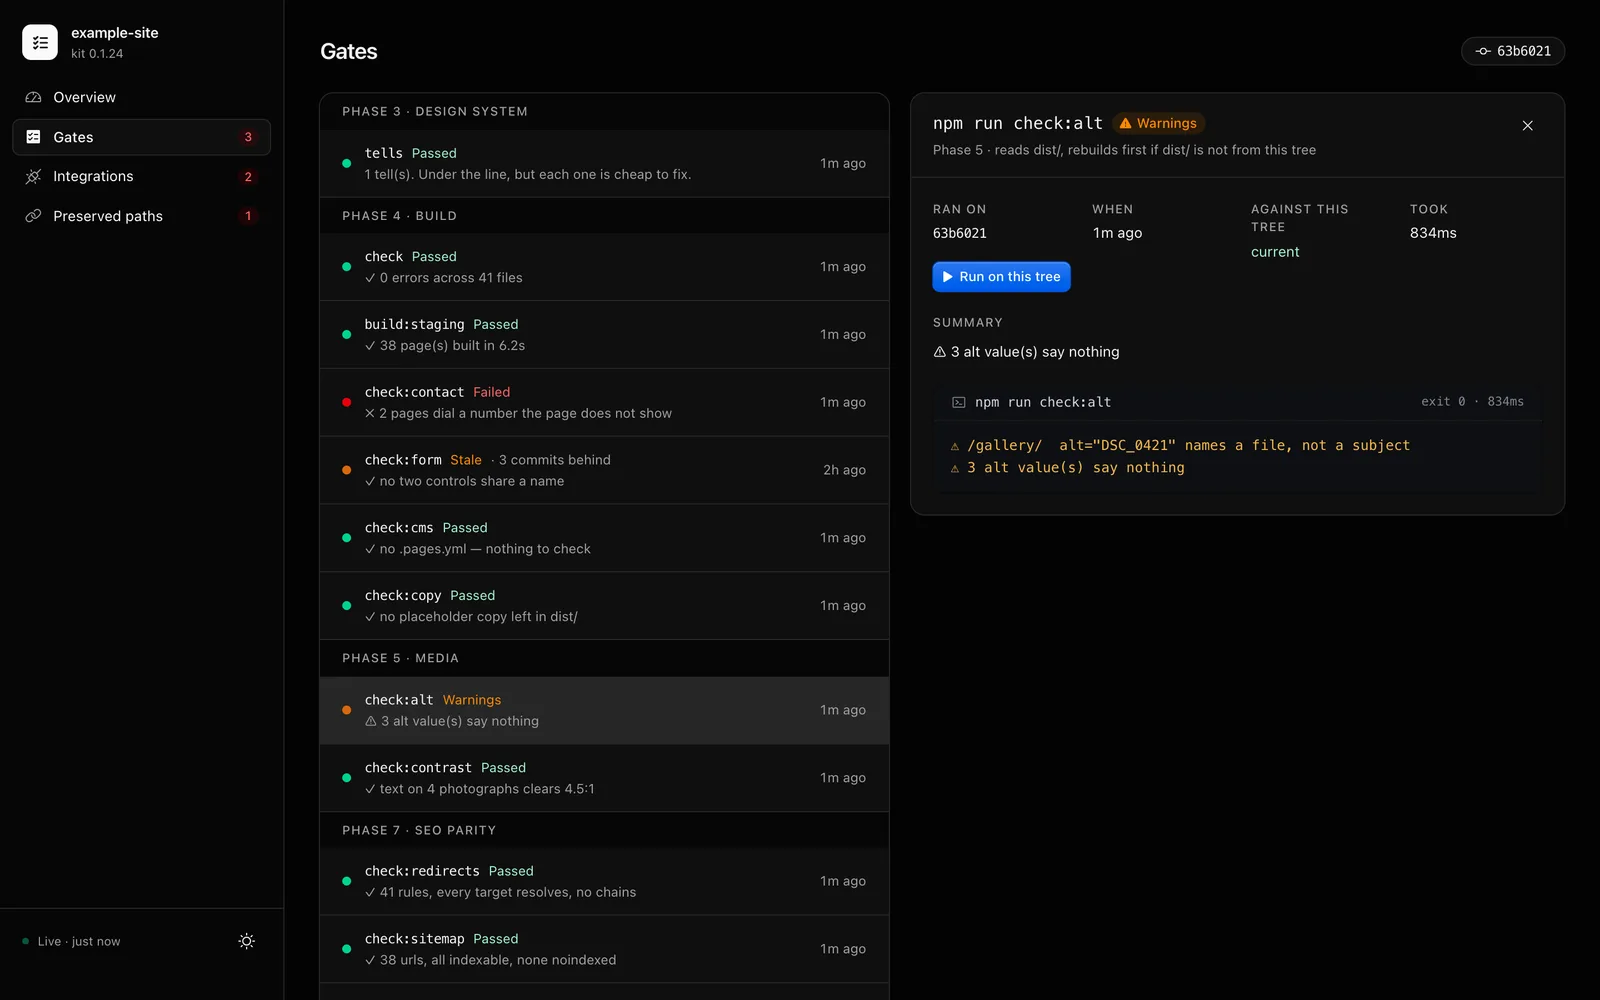 example-site
kit 0.1.24
Overview
Gates 3
Integrations 2
Preserved paths 1
Live · just now
Gates
63b6021
PHASE 3 · DESIGN SYSTEM
tells Passed
1 tell(s). Under the line, but each one is cheap to fix.
1m ago
PHASE 4 · BUILD
check Passed
✓ 0 errors across 41 files
1m ago
build:staging Passed
✓ 38 page(s) built in 6.2s
1m ago
check:contact Failed
✕ 2 pages dial a number the page does not show
1m ago
check:form Stale · 3 commits behind
✓ no two controls share a name
2h ago
check:cms Passed
✓ no .pages.yml — nothing to check
1m ago
check:copy Passed
✓ no placeholder copy left in dist/
1m ago
PHASE 5 · MEDIA
check:alt Warnings
⚠ 3 alt value(s) say nothing
1m ago
check:contrast Passed
✓ text on 4 photographs clears 4.5:1
1m ago
PHASE 7 · SEO PARITY
check:redirects Passed
✓ 41 rules, every target resolves, no chains
1m ago
check:sitemap Passed
✓ 38 urls, all indexable, none noindexed
1m ago
npm run check:alt ⚠ Warnings
Phase 5 · reads dist/, rebuilds first if dist/ is not from this tree
RAN ON
63b6021
WHEN
1m ago
AGAINST THIS
TREE
current
TOOK
834ms
Run on this tree
SUMMARY
⚠ 3 alt value(s) say nothing
npm run check:alt
exit 0 · 834ms
⚠ /gallery/ alt="DSC_0421" names a file, not a subject
⚠ 3 alt value(s) say nothing